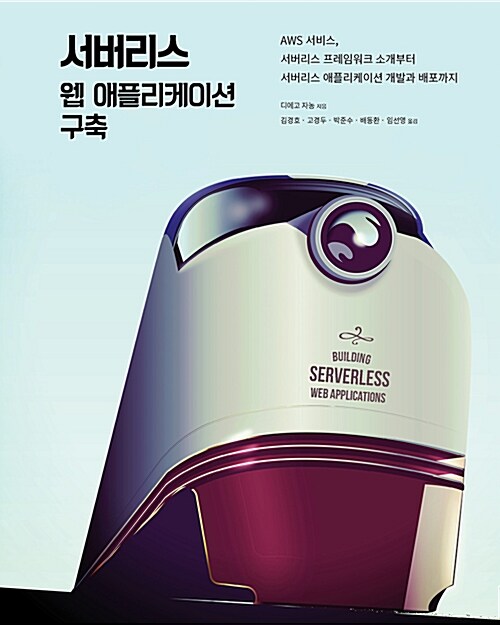 서버리스
웹 애플리케이션
구축
AWS 서비스,
서버리스 프레임워크 소개부터
서버리스 애플리케이션 개발과 배포까지
디에고 자농 지음
김경호 · 고경두 · 박준수 · 배동환 · 임선영 옮김
BUILDING
SERVERLESS
WEB APPLICATIONS